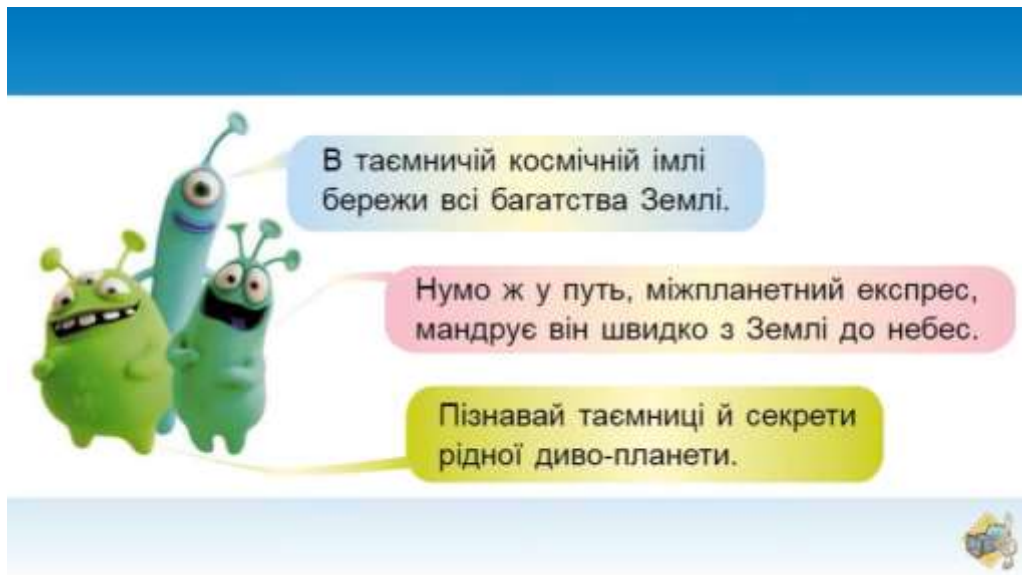 В таємничій космічній імлі
бережи всі багатства Землі.
Нумо ж у путь, міжпланетний експрес,
мандрує він швидко з Землі до небес.
Пізнавай таємниці й секрети
рідної диво-планети.